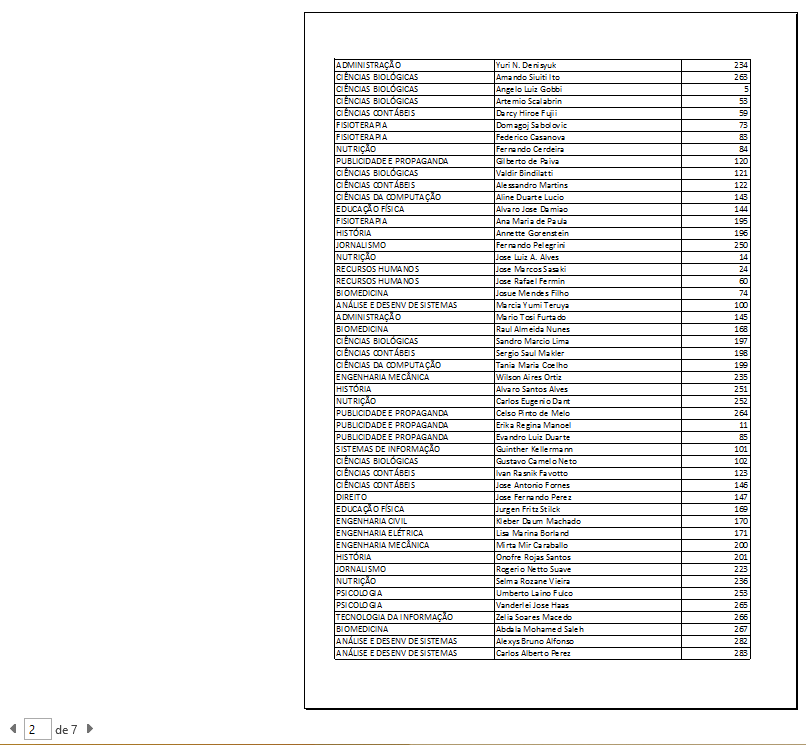 ADMINISTRAÇÃO Yuri N. Denisyuk 234
CIÊNCIAS BIOLÓGICAS Amando Siuiti Ito 263
CIÊNCIAS BIOLÓGICAS Angelo Luiz Gobbi 5
CIÊNCIAS BIOLÓGICAS Artemio Scalabrin 53
CIÊNCIAS CONTÁBEIS Darcy Hiroe Fujii 59
FISIOTERAPIA Domagoj Sabolovic 73
FISIOTERAPIA Federico Casanova 83
NUTRIÇÃO Fernando Cerdeira 84
PUBLICIDADE E PROPAGANDA Gilberto de Paiva 120
CIÊNCIAS BIOLÓGICAS Valdir Bindilatti 121
CIÊNCIAS CONTÁBEIS Alessandro Martins 122
CIÊNCIAS DA COMPUTAÇÃO Aline Duarte Lucio 143
EDUCAÇÃO FÍSICA Alvaro Jose Damiao 144
FISIOTERAPIA Ana Maria de Paula 195
HISTÓRIA Annette Gorenstein 196
JORNALISMO Fernando Pelegrini 250
NUTRIÇÃO Jose Luiz A. Alves 14
RECURSOS HUMANOS Jose Marcos Sasaki 24
RECURSOS HUMANOS Jose Rafael Fermin 60
BIOMEDICINA Josue Mendes Filho 74
ANÁLISE E DESENV DE SISTEMAS Marcia Yumi Teruya 100
ADMINISTRAÇÃO Mario Tosi Furtado 145
BIOMEDICINA Raul Almeida Nunes 168
CIÊNCIAS BIOLÓGICAS Sandro Marcio Lima 197
CIÊNCIAS CONTÁBEIS Sergio Saul Makler 198
CIÊNCIAS DA COMPUTAÇÃO Tania Maria Coelho 199
ENGENHARIA MECÂNICA Wilson Aires Ortiz 235
HISTÓRIA Alvaro Santos Alves 251
NUTRIÇÃO Carlos Eugenio Dant 252
PUBLICIDADE E PROPAGANDA Celso Pinto de Melo 264
PUBLICIDADE E PROPAGANDA Erika Regina Manoel 11
PUBLICIDADE E PROPAGANDA Evandro Luiz Duarte 85
SISTEMAS DE INFORMAÇÃO Guinther Kellermann 101
CIÊNCIAS BIOLÓGICAS Gustavo Camelo Neto 102
CIÊNCIAS CONTÁBEIS Ivan Rasnik Favotto 123
CIÊNCIAS CONTÁBEIS Jose Antonio Fornes 146
DIREITO Jose Fernando Perez 147
EDUCAÇÃO FÍSICA Jurgen Fritz Stilck 169
ENGENHARIA CIVIL Kleber Daum Machado 170
ENGENHARIA ELÉTRICA Lisa Marina Borland 171
ENGENHARIA MECÂNICA Mirta Mir Caraballo 200
HISTÓRIA Onofre Rojas Santos 201
JORNALISMO Rogerio Netto Suave 223
NUTRIÇÃO Selma Rozane Vieira 236
PSICOLOGIA Umberto Laino Fulco 253
PSICOLOGIA Vanderlei Jose Haas 265
TECNOLOGIA DA INFORMAÇÃO Zelia Soares Macedo 266
BIOMEDICINA Abdala Mohamed Saleh 267
ANÁLISE E DESENV DE SISTEMAS Alexys Bruno Alfonso 282
ANÁLISE E DESENV DE SISTEMAS Carlos Alberto Perez 283
2 de 7